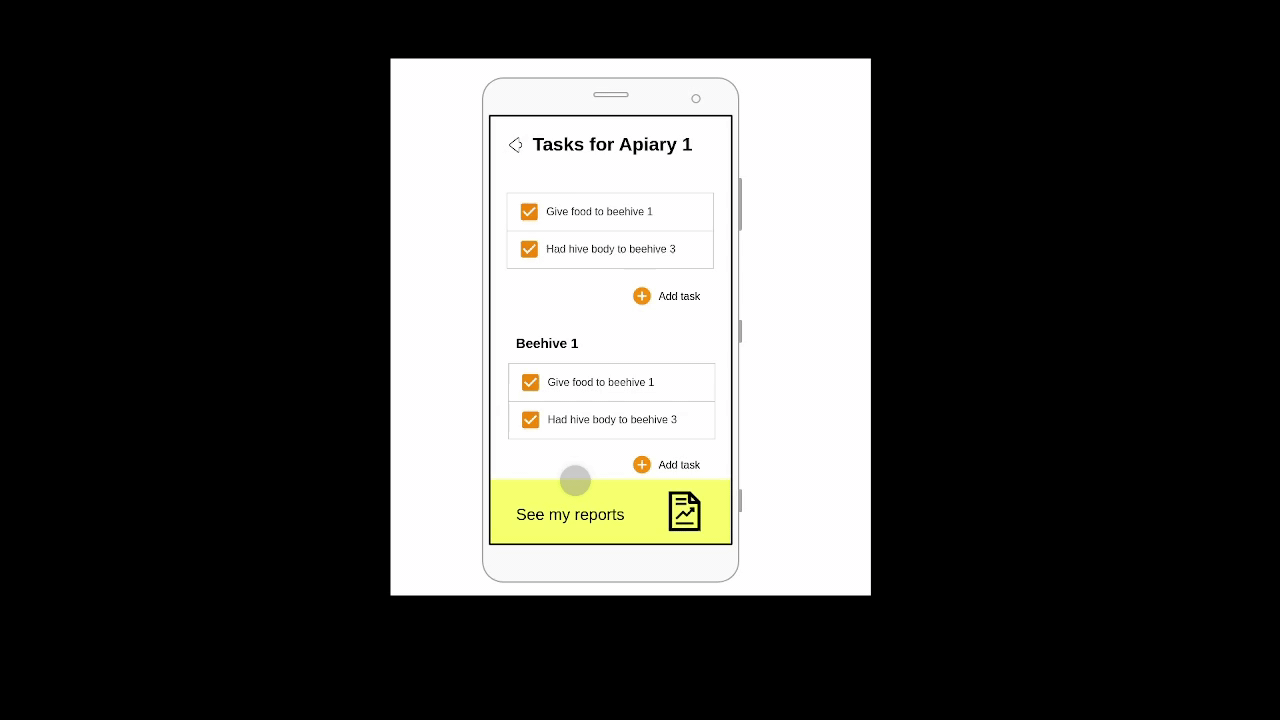 Tasks for Apiary 1
Give food to beehive 1
Had hive body to beehive 3
Add task
Beehive 1
Give food to beehive 1
Had hive body to beehive 3
Add task
See my reports